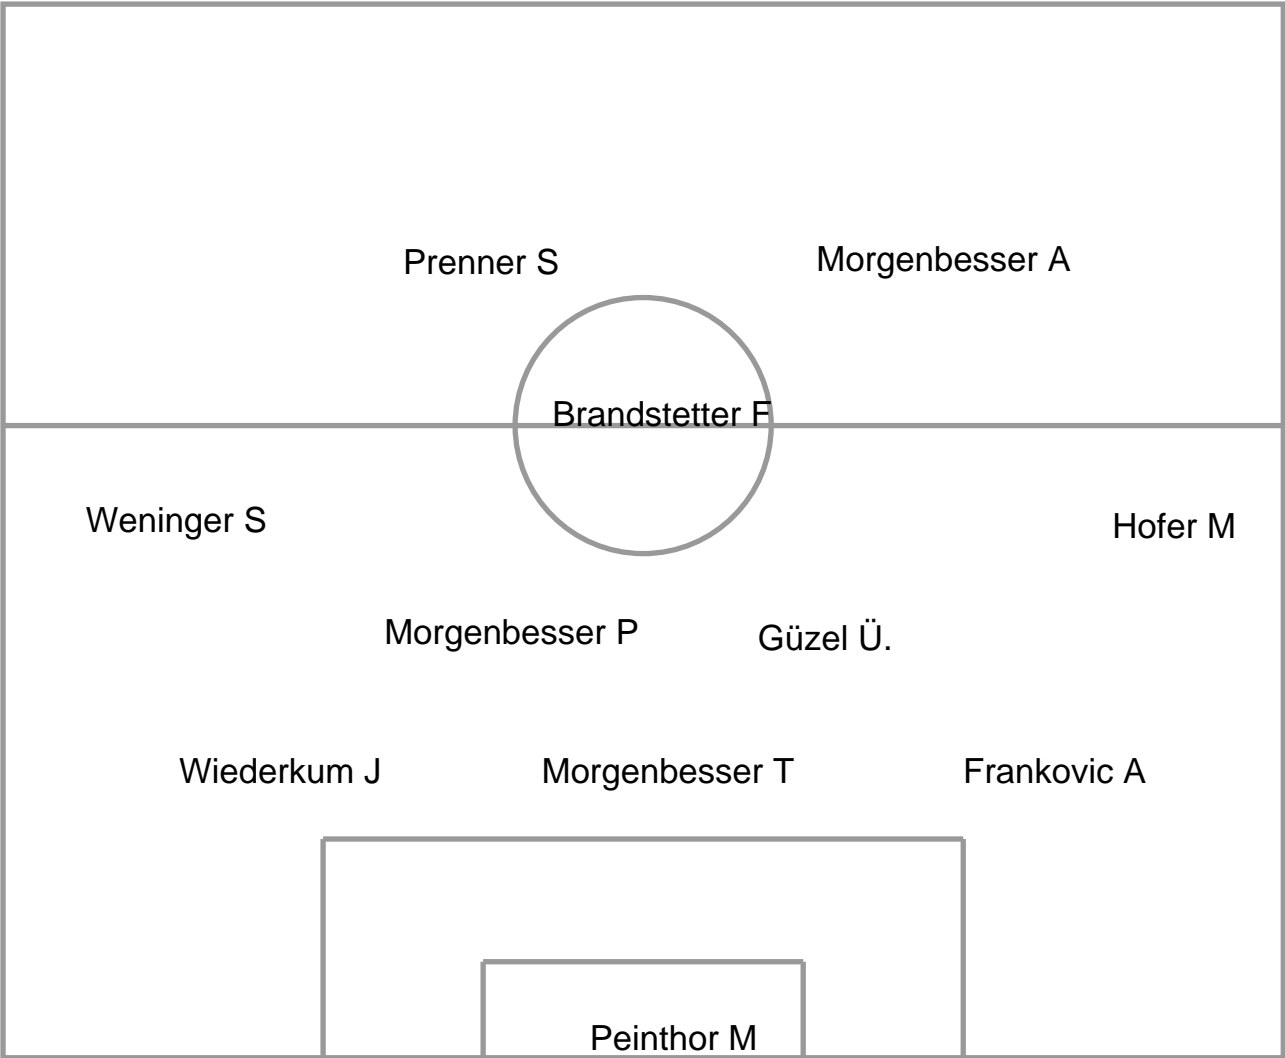 Prenner S
Morgenbesser A
Brandstetter F
Weninger S
Hofer M
Morgenbesser P
Güzel Ü.
Wiederkum J
Morgenbesser T
Frankovic A
Peinthor M